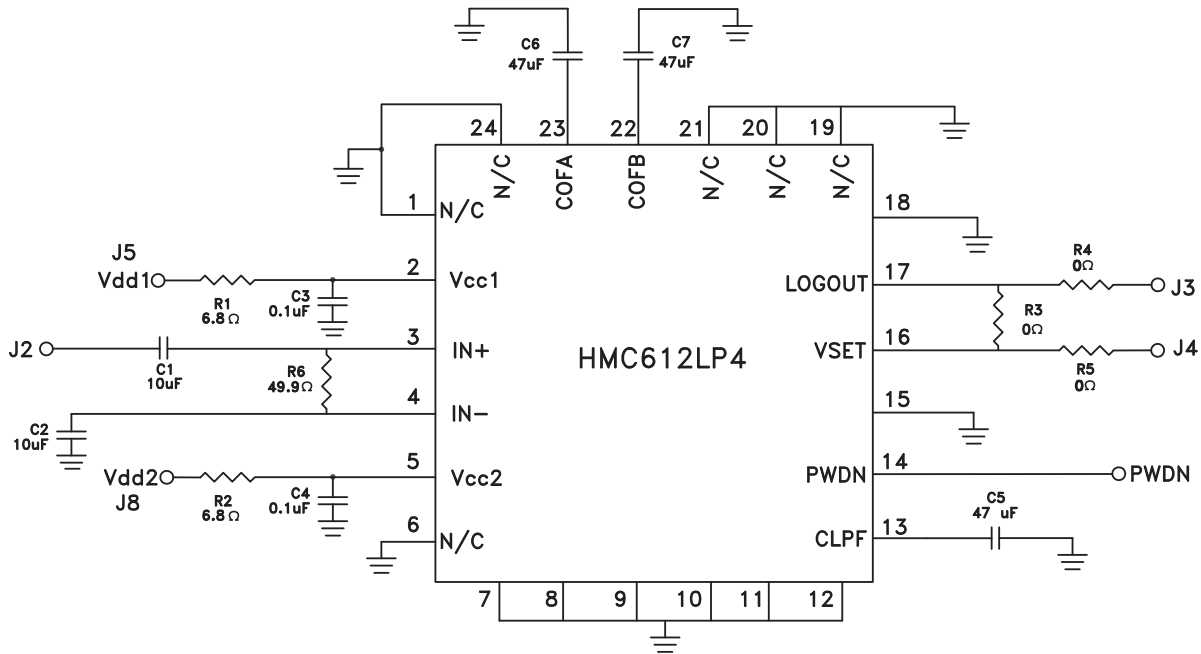 C6
47uF
C7
47uF
24
23
22
21
20
19
N/C
COFA
COFB
N/C
N/C
N/C
1
N/C
18
J5
Vdd1
2
Vcc1
R1
6.8Ω
C3
0.1uF
LOGOUT
17
R4
0Ω
J3
R3
0Ω
J2
C1
10uF
3
IN+
HMC612LP4
VSET
16
J4
R5
0Ω
R6
49.9Ω
4
IN-
15
C2
10uF
Vdd2
J8
5
Vcc2
R2
6.8Ω
C4
0.1uF
PWDN
14
PWDN
6
N/C
CLPF
13
C5
47 uF
7
8
9
10
11
12